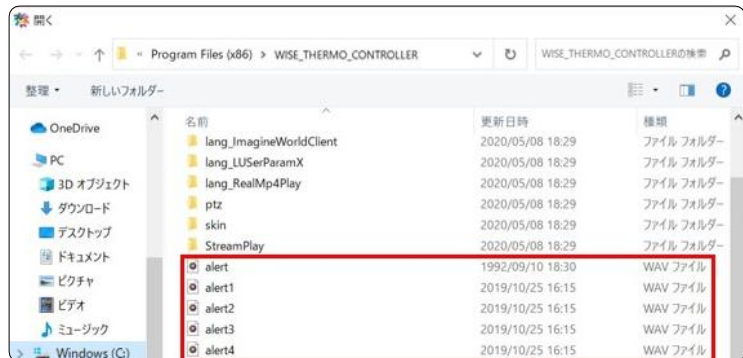 開く
« Program Files (x86) > WISE_THERMO_CONTROLLER
WISE_THERMO_CONTROLLERの検索
整理 新しいフォルダー
名前 更新日時 種類
OneDrive
PC
3D オブジェクト
ダウンロード
デスクトップ
ドキュメント
ピクチャ
ビデオ
ミュージック
Windows (C:)
lang_ImagineWorldClient 2020/05/08 18:29 ファイル フォルダー
lang_LUSerParamX 2020/05/08 18:29 ファイル フォルダー
lang_RealMp4Play 2020/05/08 18:29 ファイル フォルダー
ptz 2020/05/08 18:29 ファイル フォルダー
skin 2020/05/08 18:29 ファイル フォルダー
StreamPlay 2020/05/08 18:29 ファイル フォルダー
alert 1992/09/10 18:30 WAV ファイル
alert1 2019/10/25 16:15 WAV ファイル
alert2 2019/10/25 16:15 WAV ファイル
alert3 2019/10/25 16:15 WAV ファイル
alert4 2019/10/25 16:15 WAV ファイル